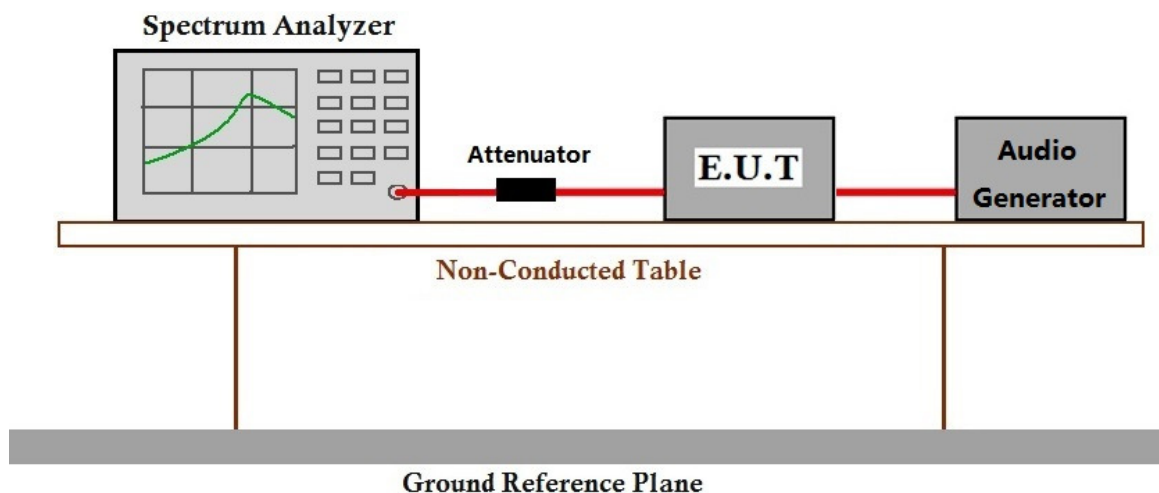 Spectrum Analyzer
Attenuator
E.U.T
Audio
Generator
Non-Conducted Table
Ground Reference Plane